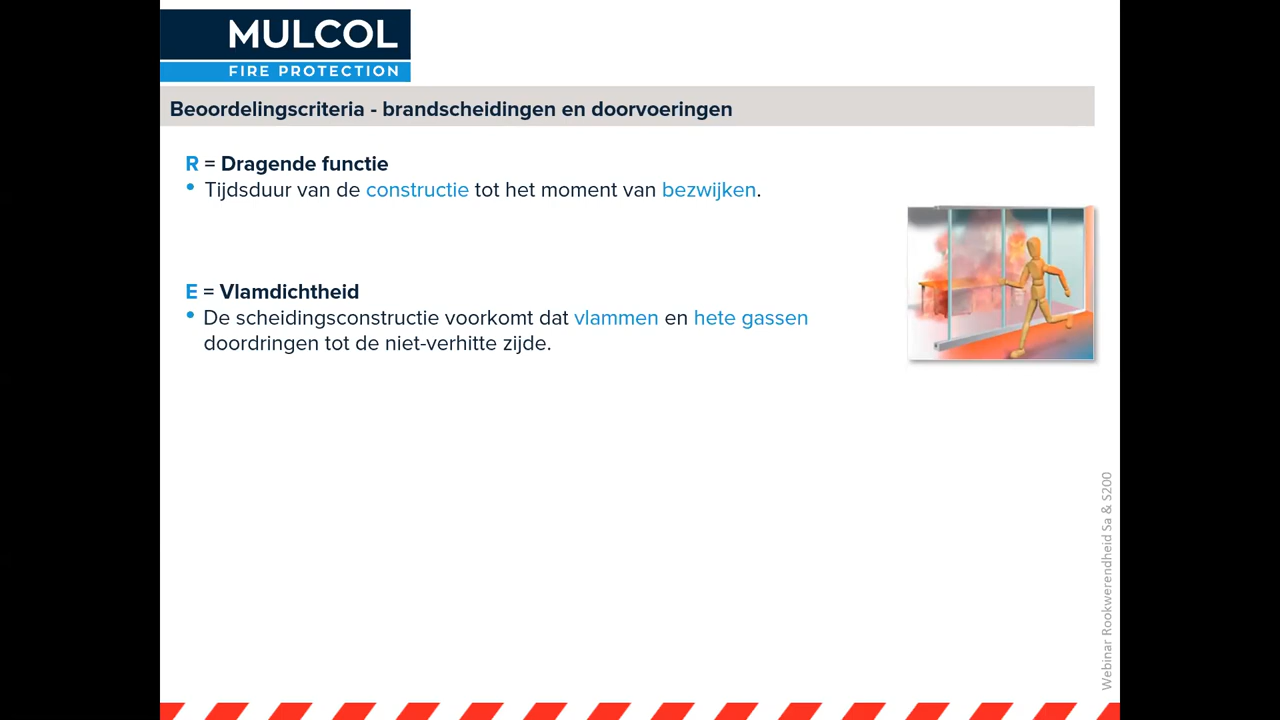 MULCOL
FIRE PROTECTION
Beoordelingscriteria - brandscheidingen en doorvoeringen
R = Dragende functie
• Tijdsduur van de constructie tot het moment van bezwijken.
E = Vlamdichtheid
• De scheidingsconstructie voorkomt dat vlammen en hete gassen
doordringen tot de niet-verhitte zijde.
Webinar Rookwerendheid Sa & S200